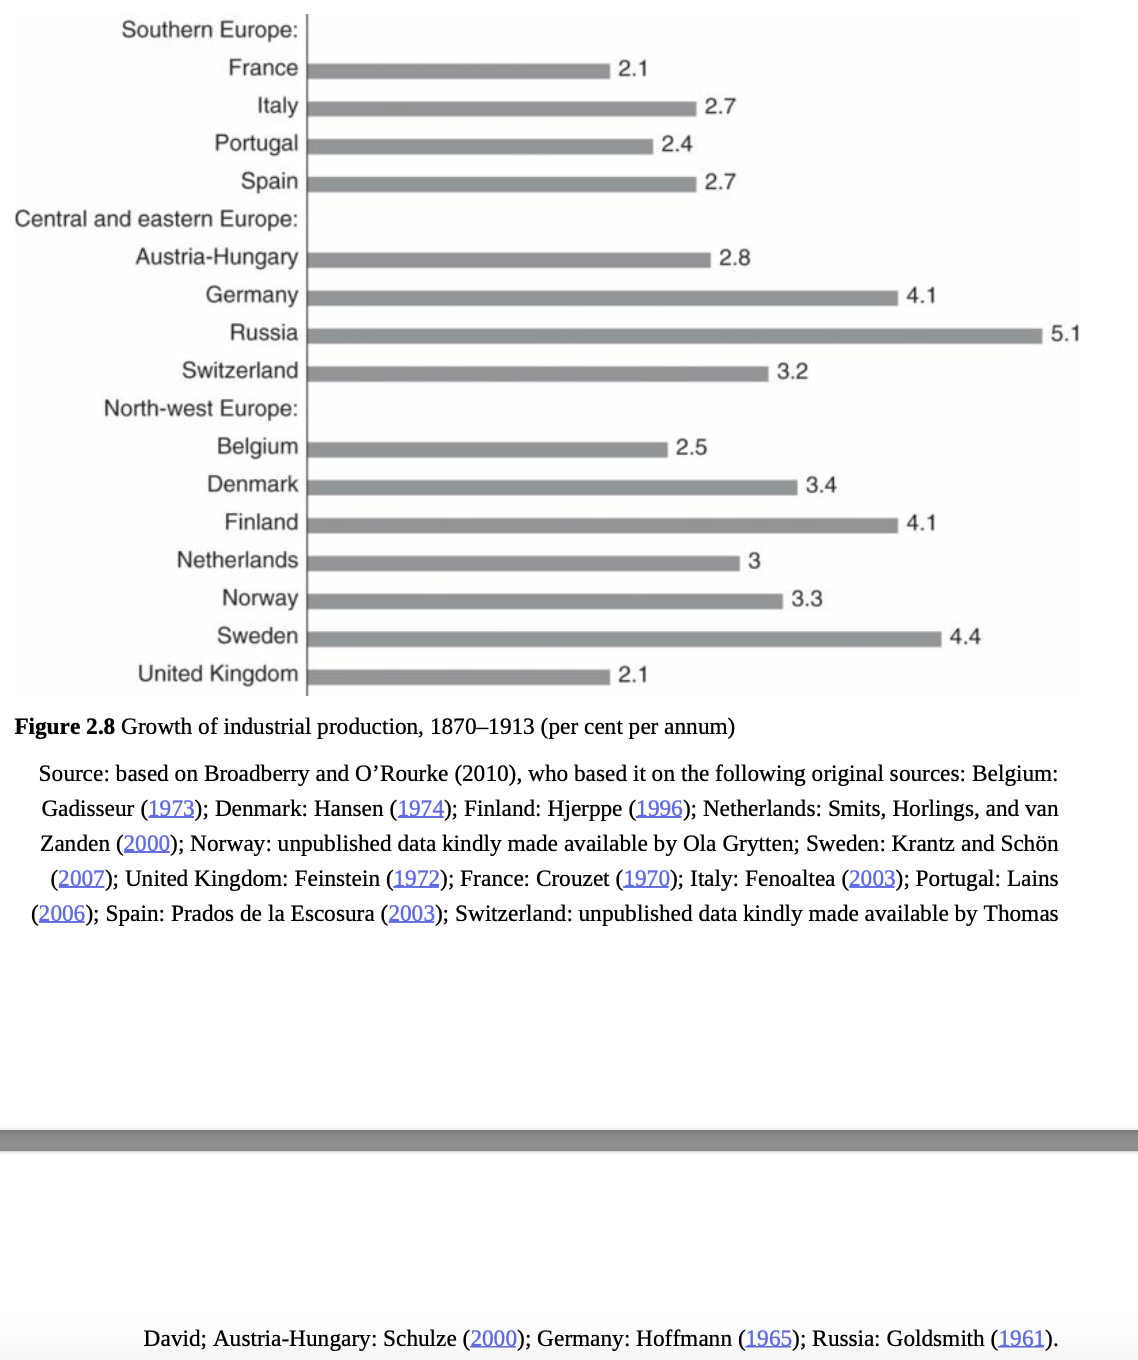 Southern Europe:
France 2.1
Italy 2.7
Portugal 2.4
Spain 2.7
Central and eastern Europe:
Austria-Hungary 2.8
Germany 4.1
Russia 5.1
Switzerland 3.2
North-west Europe:
Belgium 2.5
Denmark 3.4
Finland 4.1
Netherlands 3
Norway 3.3
Sweden 4.4
United Kingdom 2.1
Figure 2.8 Growth of industrial production, 1870–1913 (per cent per annum)
Source: based on Broadberry and O’Rourke (2010), who based it on the following original sources: Belgium:
Gadisseur (1973); Denmark: Hansen (1974); Finland: Hjerppe (1996); Netherlands: Smits, Horlings, and van
Zanden (2000); Norway: unpublished data kindly made available by Ola Grytten; Sweden: Krantz and Schön
(2007); United Kingdom: Feinstein (1972); France: Crouzet (1970); Italy: Fenoaltea (2003); Portugal: Lains
(2006); Spain: Prados de la Escosura (2003); Switzerland: unpublished data kindly made available by Thomas
David; Austria-Hungary: Schulze (2000); Germany: Hoffmann (1965); Russia: Goldsmith (1961).